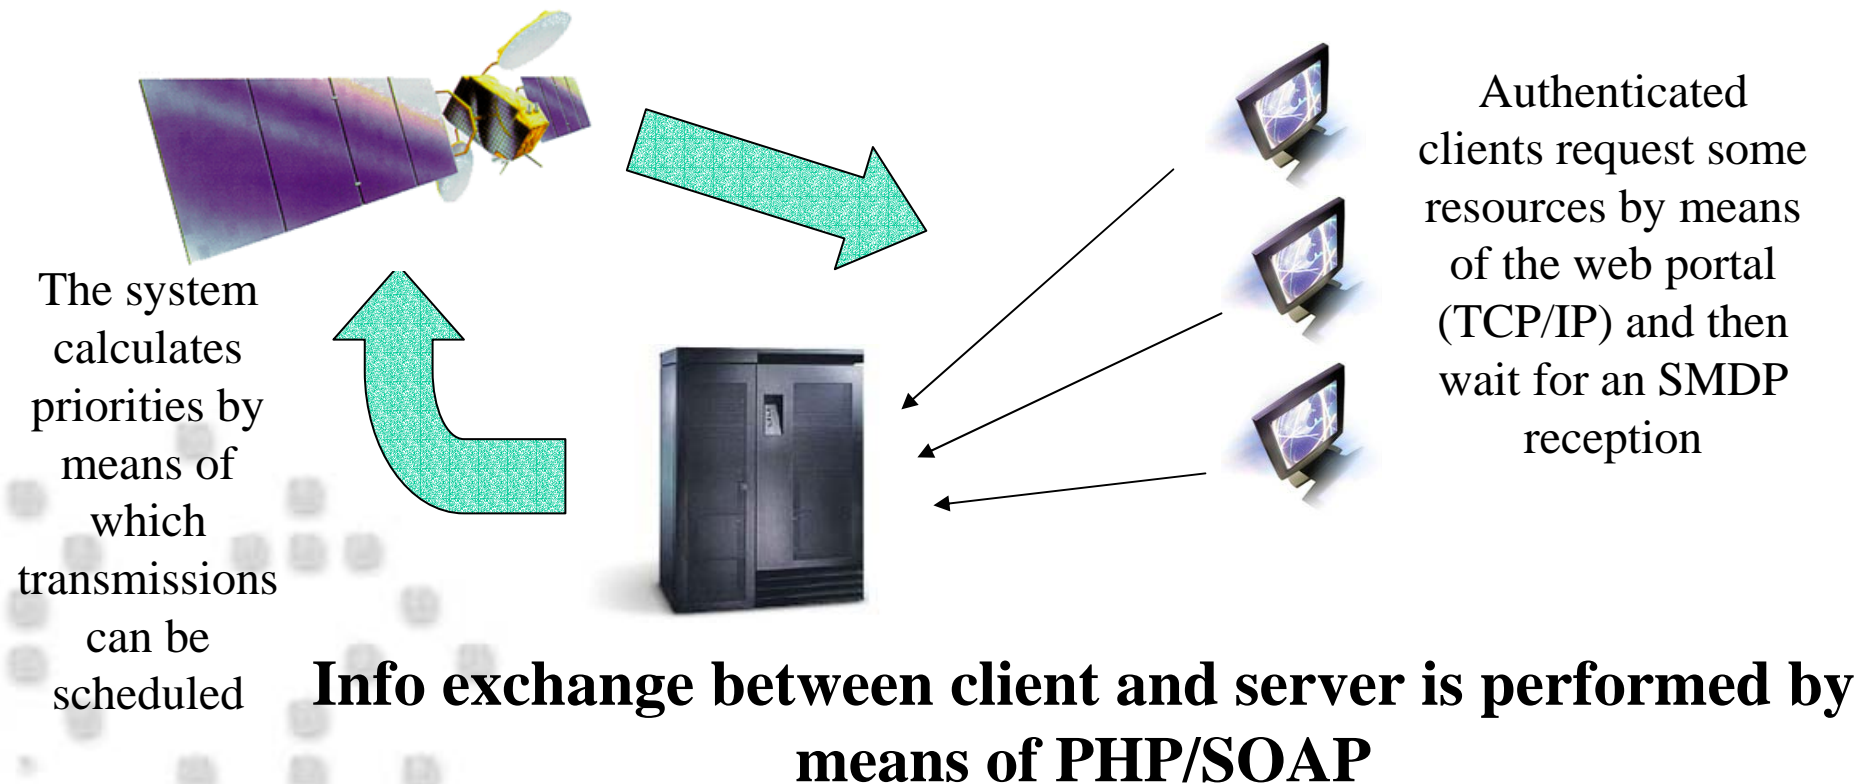 Authenticated
clients request some
resources by means
of the web portal
(TCP/IP) and then
wait for an SMDP
reception
The system
calculates
priorities by
means of
which
transmissions
can be
scheduled
Info exchange between client and server is performed by
means of PHP/SOAP